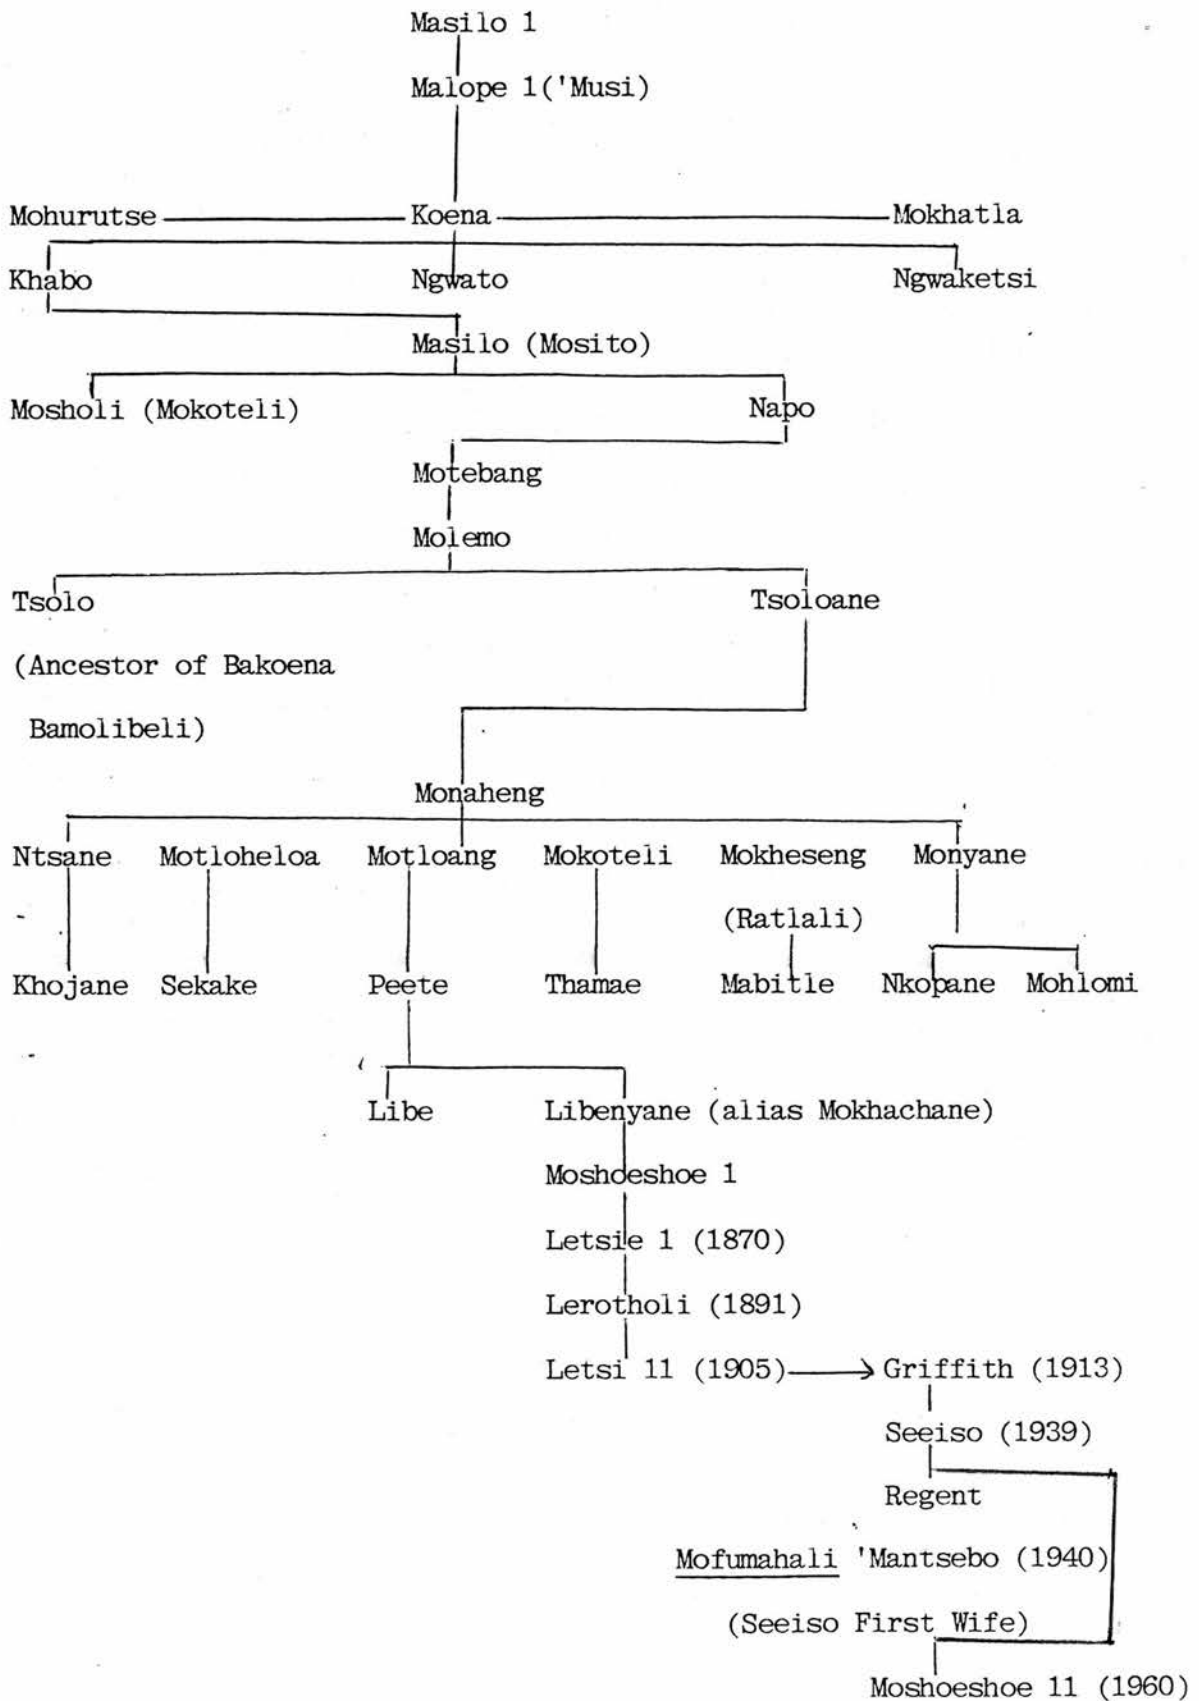 Masilo 1
Malope 1('Musi)
Mohurutse Koena Mokhatla
Khabo Ngwato Ngwaketsi
Masilo (Mosito)
Mosholi (Mokoteli) Napo
Motebang
Molemo
Tsolo Tsoloane
(Ancestor of Bakoena
Bamolibeli)
Monaheng
Ntsane Motloheloa Motloang Mokoteli Mokheseng Monyane
(Ratlali)
Khojane Sekake Peete Thamae Mabitle Nkopane Mohlomi
Libe Libenyane (alias Mokhachane)
Moshoeshoe 1
Letsie 1 (1870)
Lerotholi (1891)
Letsi 11 (1905) Griffith (1913)
Seeiso (1939)
Regent
Mofumahali 'Mantsebo (1940)
(Seeiso First Wife)
Moshoeshoe 11 (1960)